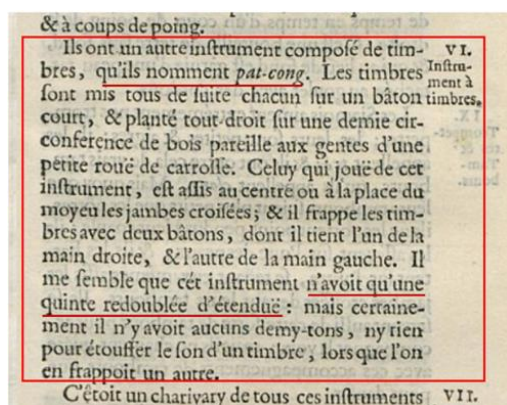 & à coups de poing.
Ils ont un autre instrument composé de tim-
bres, qu'ils nomment pat-cong. Les timbres
sont mis tous de suite chacun sur un bâton
court, & planté tout droit sur une demie cir-
conference de bois pareille aux gentes d'une
petite rouë de carrosse. Celuy qui jouë de cet
instrument, est assis au centre ou à la place du
moyeu les jambes croisées; & il frappe les tim-
bres avec deux bâtons, dont il tient l'un de la
main droite, & l'autre de la main gauche. Il
me semble que cét instrument n'avoit qu'une
quinte redoublée d'étenduë : mais certaine-
ment il n'y avoit aucuns demy-tons, ny rien
pour étouffer le son d'un timbre, lors que l'on
en frappoit un autre.
C'étoit un charivary de tous ces instruments
VI.
Instru-
ment à
timbres.
VII.